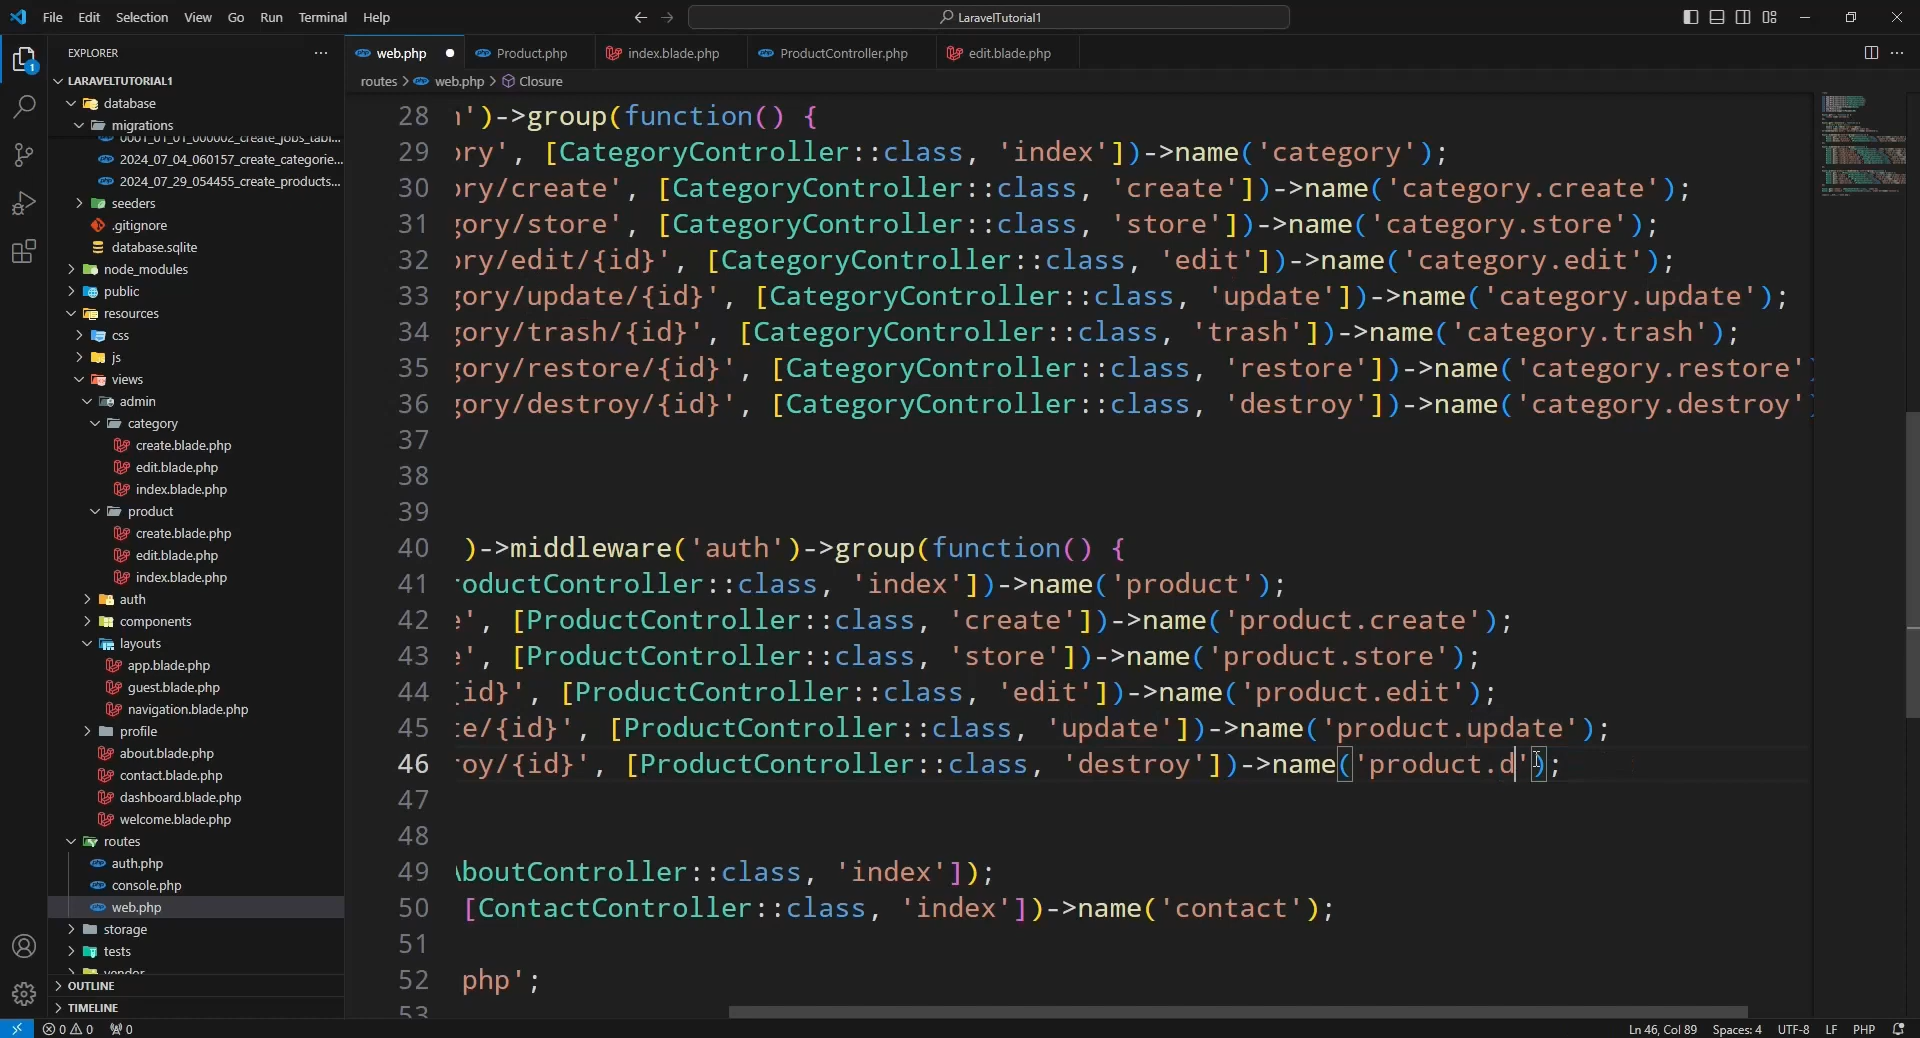 File Edit Selection View Go Run Terminal Help
LaravelTutorial1
EXPLORER
LARAVELTUTORIAL1
database
migrations
0001_01_01_000002_create_jobs_tabl...
2024_07_04_060157_create_categorie...
2024_07_29_054455_create_products...
seeders
.gitignore
database.sqlite
node_modules
public
resources
css
js
views
admin
category
create.blade.php
edit.blade.php
index.blade.php
product
create.blade.php
edit.blade.php
index.blade.php
auth
components
layouts
app.blade.php
guest.blade.php
navigation.blade.php
profile
about.blade.php
contact.blade.php
dashboard.blade.php
welcome.blade.php
routes
auth.php
console.php
web.php
storage
tests
vendor
OUTLINE
TIMELINE
web.php Product.php index.blade.php ProductController.php edit.blade.php
routes > web.php > Closure
28 ')->group(function() {
29 ory', [CategoryController::class, 'index'])->name('category');
30 ory/create', [CategoryController::class, 'create'])->name('category.create');
31 gory/store', [CategoryController::class, 'store'])->name('category.store');
32 ory/edit/{id}', [CategoryController::class, 'edit'])->name('category.edit');
33 gory/update/{id}', [CategoryController::class, 'update'])->name('category.update');
34 gory/trash/{id}', [CategoryController::class, 'trash'])->name('category.trash');
35 gory/restore/{id}', [CategoryController::class, 'restore'])->name('category.restore')
36 gory/destroy/{id}', [CategoryController::class, 'destroy'])->name('category.destroy')
37
38
39
40 )->middleware('auth')->group(function() {
41 roductController::class, 'index'])->name('product');
42 e', [ProductController::class, 'create'])->name('product.create');
43 e', [ProductController::class, 'store'])->name('product.store');
44 {id}', [ProductController::class, 'edit'])->name('product.edit');
45 te/{id}', [ProductController::class, 'update'])->name('product.update');
46 roy/{id}', [ProductController::class, 'destroy'])->name('product.d');
47
48
49 AboutController::class, 'index']);
50 [ContactController::class, 'index'])->name('contact');
51
52 php';
53
0 0 0 Ln 46, Col 89 Spaces: 4 UTF-8 LF PHP